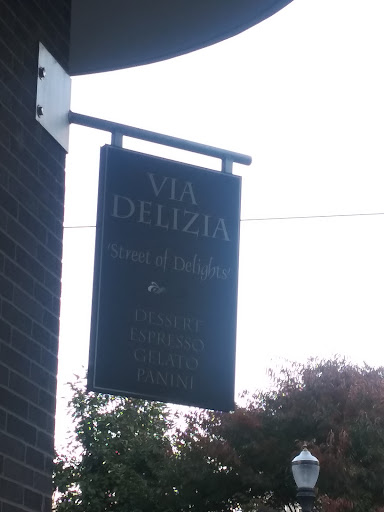 VIA
DELIZIA
'Street of Delights'
DESSERT
ESPRESSO
GELATO
PANINI